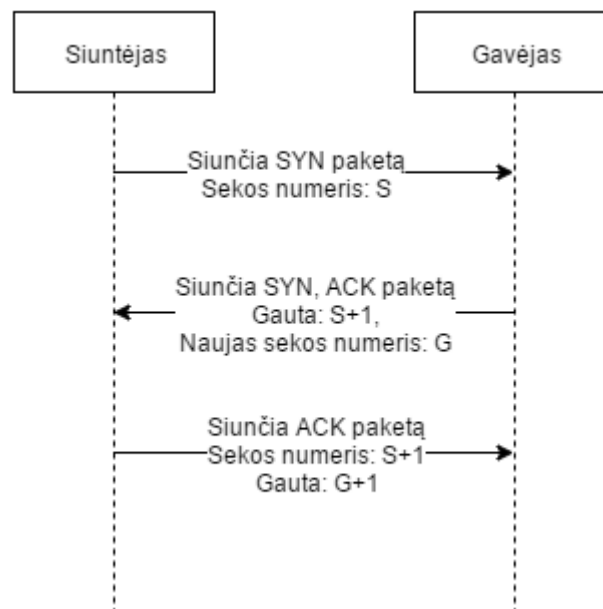 Siuntėjas
Gavėjas
Siunčia SYN paketą
Sekos numeris: S
Siunčia SYN, ACK paketą
Gauta: S+1,
Naujas sekos numeris: G
Siunčia ACK paketą
Sekos numeris: S+1
Gauta: G+1